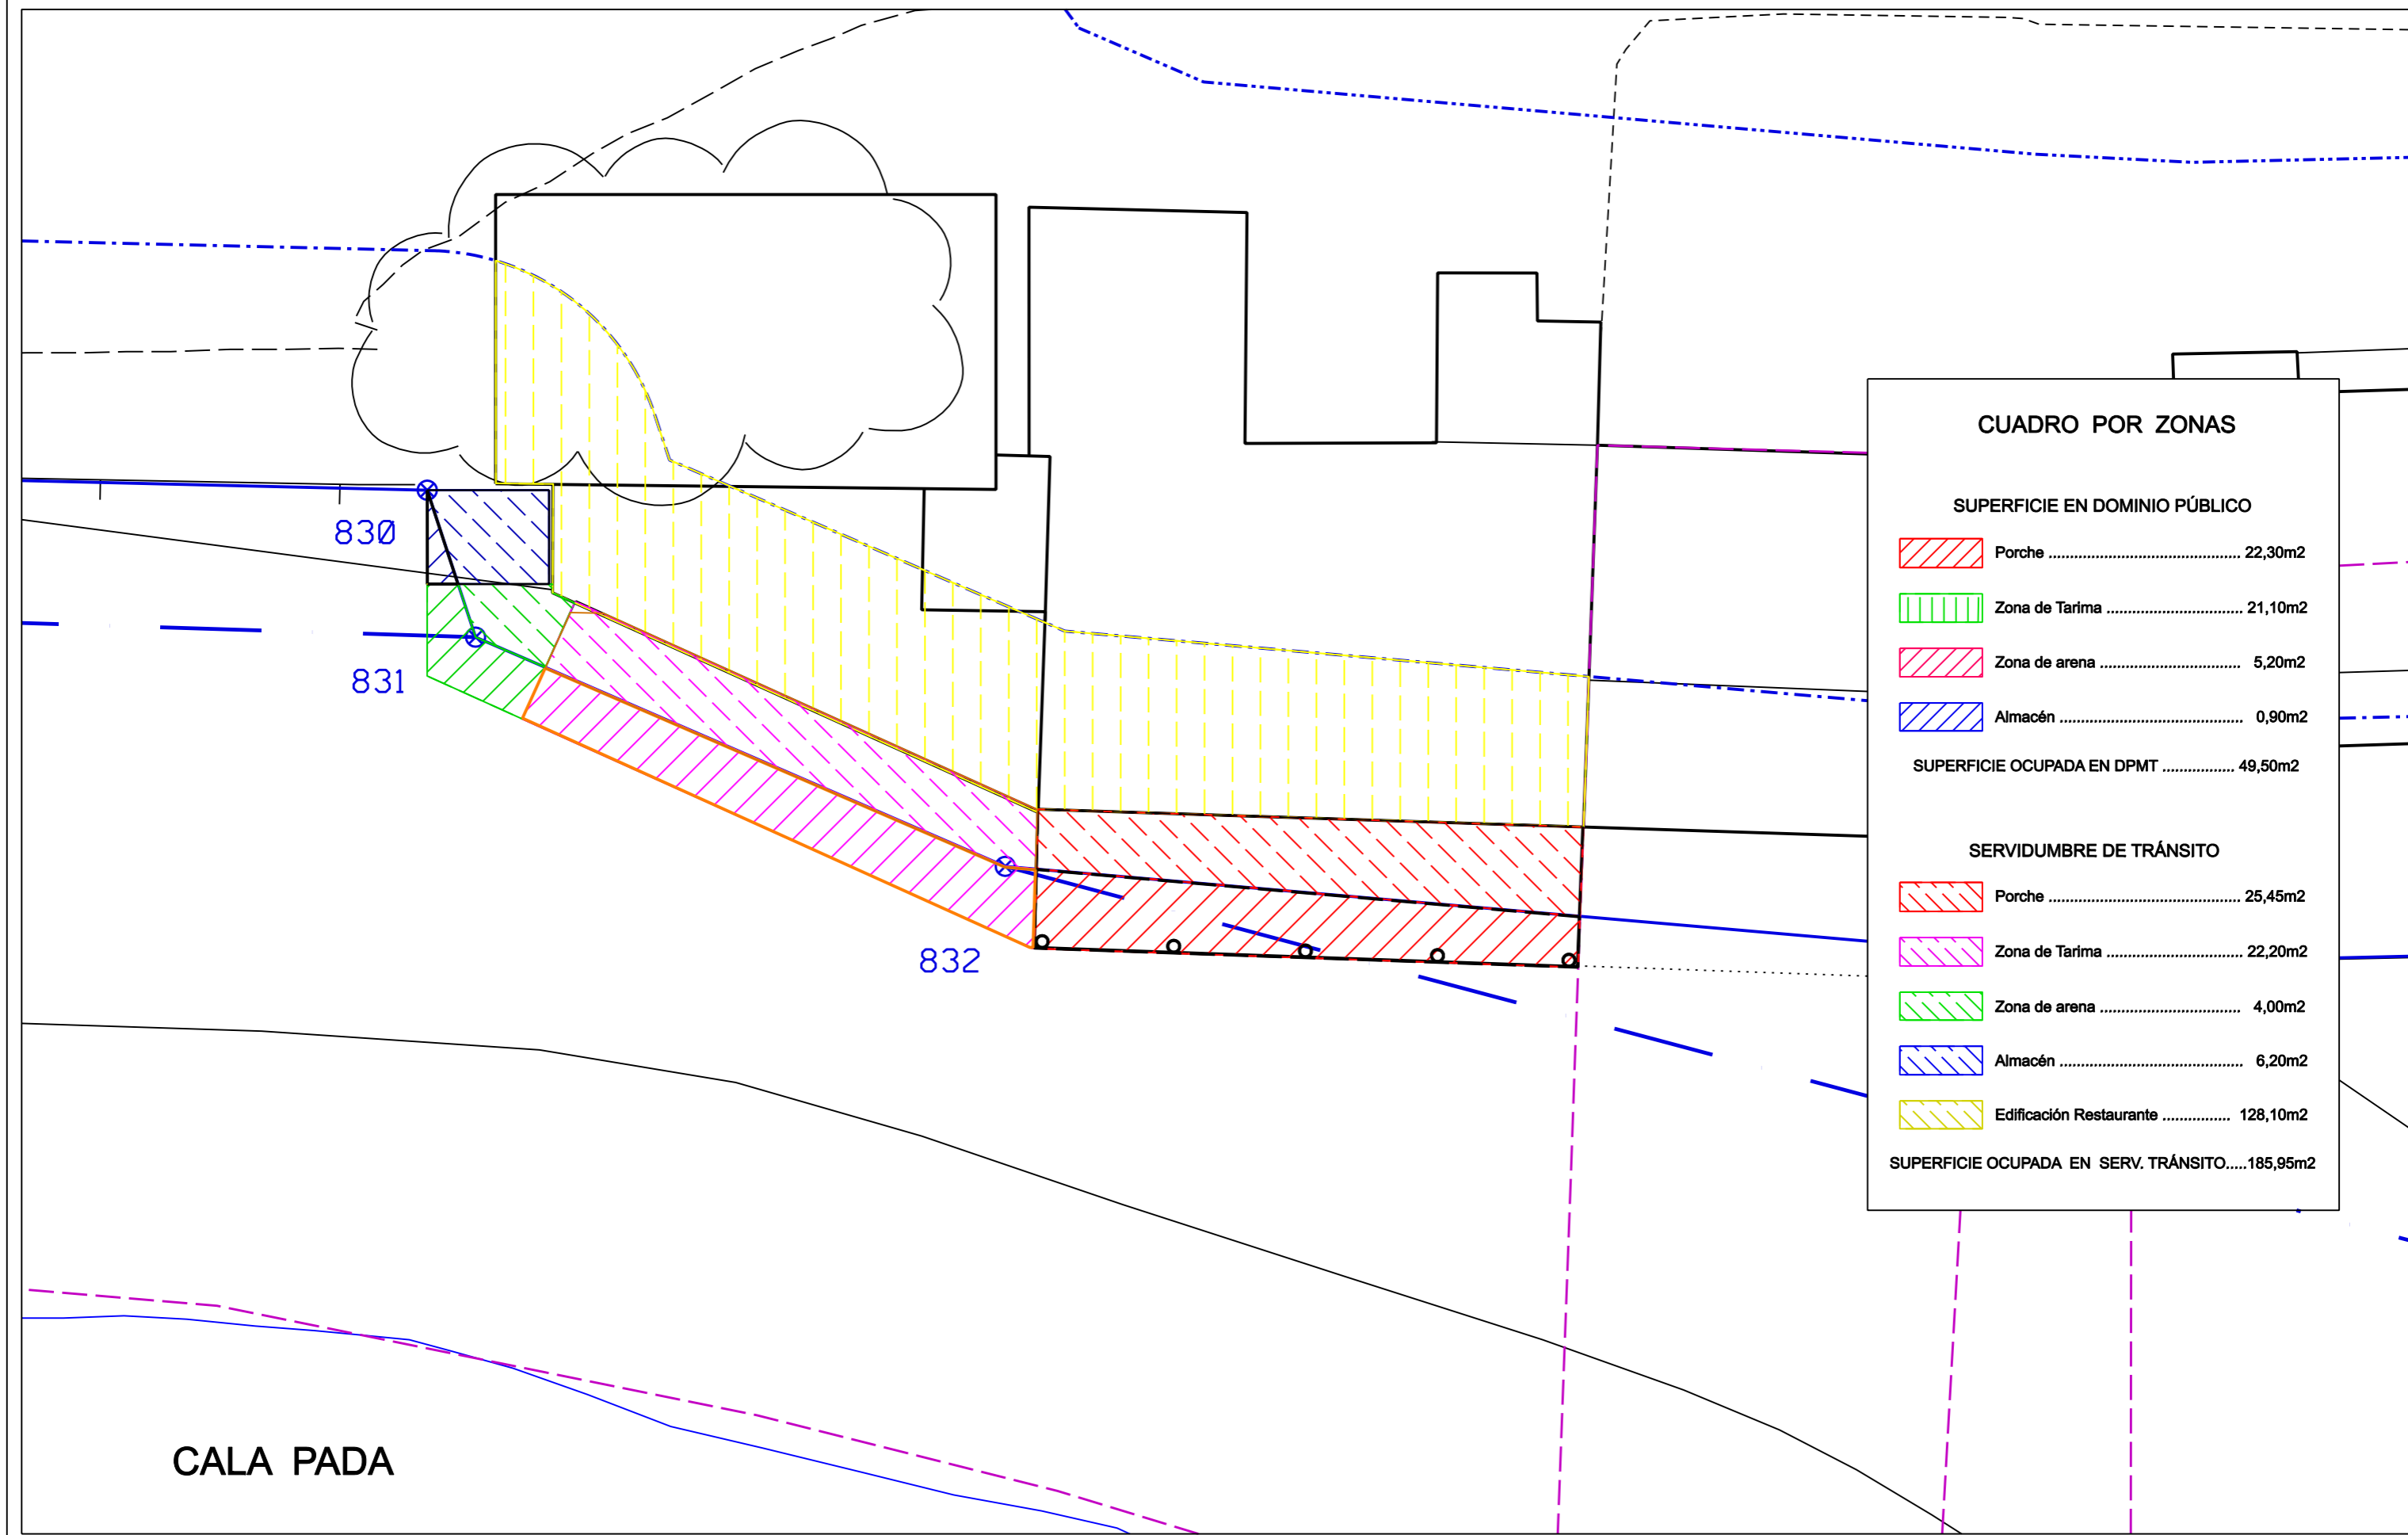 830
831
832
CALA PADA
CUADRO POR ZONAS
SUPERFICIE EN DOMINIO PÚBLICO
Porche ............................................ 22,30m2
Zona de Tarima ............................... 21,10m2
Zona de arena ................................ 5,20m2
Almacén .......................................... 0,90m2
SUPERFICIE OCUPADA EN DPMT ................. 49,50m2
SERVIDUMBRE DE TRÁNSITO
Porche ............................................ 25,45m2
Zona de Tarima ............................... 22,20m2
Zona de arena ................................ 4,00m2
Almacén .......................................... 6,20m2
Edificación Restaurante ................ 128,10m2
SUPERFICIE OCUPADA EN SERV. TRÁNSITO.....185,95m2